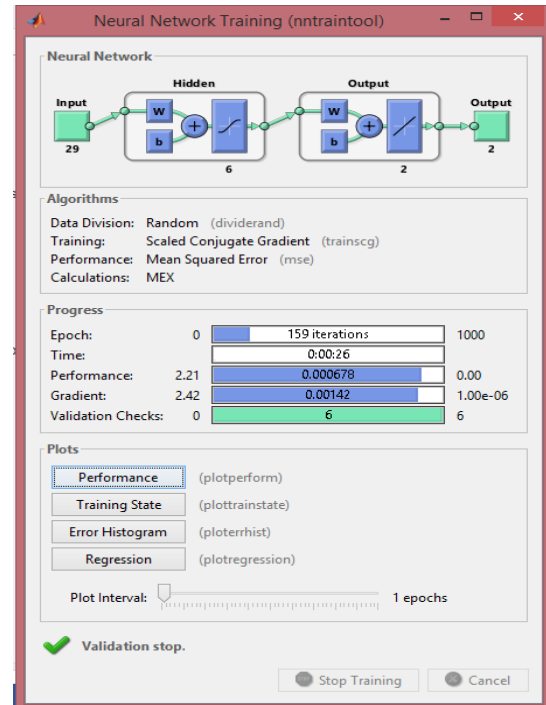 Neural Network Training (nntraintool)
Neural Network
Hidden Output
Input Output
W W
+ +
b b
29 2
6 2
Algorithms
Data Division: Random (dividerand)
Training: Scaled Conjugate Gradient (trainscg)
Performance: Mean Squared Error (mse)
Calculations: MEX
Progress
Epoch: 0 159 iterations 1000
Time: 0:00:26
Performance: 2.21 0.000678 0.00
Gradient: 2.42 0.00142 1.00e-06
Validation Checks: 0 6 6
Plots
Performance (plotperform)
Training State (plottrainstate)
Error Histogram (ploterrhist)
Regression (plotregression)
Plot Interval: 1 epochs
Validation stop.
Stop Training Cancel